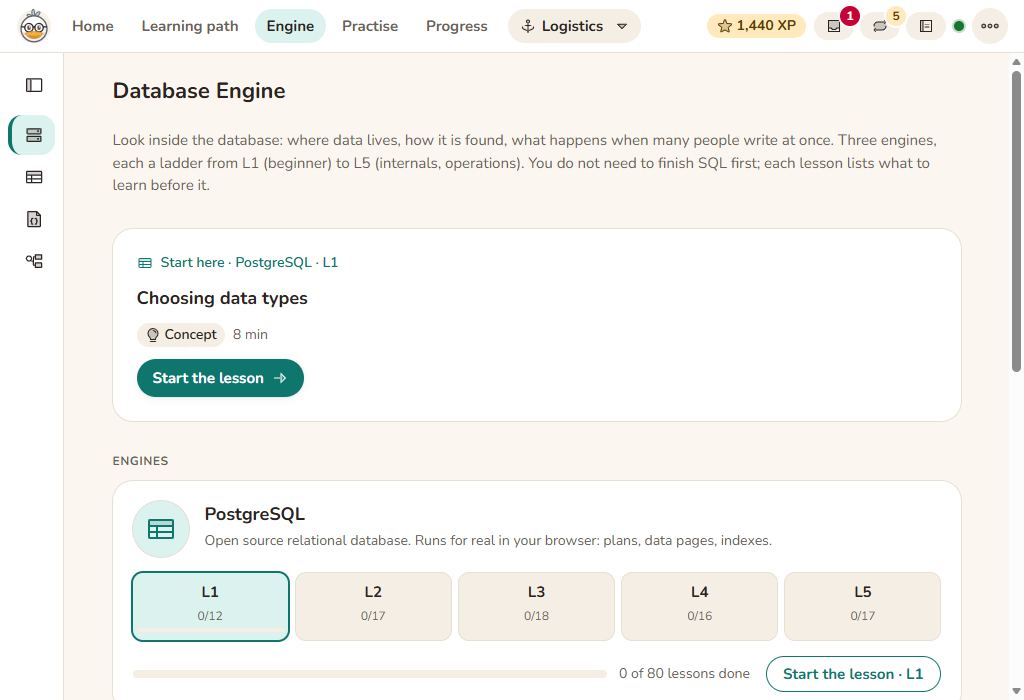 Home Learning path Engine Practise Progress Logistics 1,440 XP 1 5
Database Engine
Look inside the database: where data lives, how it is found, what happens when many people write at once. Three engines,
each a ladder from L1 (beginner) to L5 (internals, operations). You do not need to finish SQL first; each lesson lists what to
learn before it.
Start here · PostgreSQL · L1
Choosing data types
Concept 8 min
Start the lesson →
ENGINES
PostgreSQL
Open source relational database. Runs for real in your browser: plans, data pages, indexes.
L1 L2 L3 L4 L5
0/12 0/17 0/18 0/16 0/17
0 of 80 lessons done Start the lesson · L1